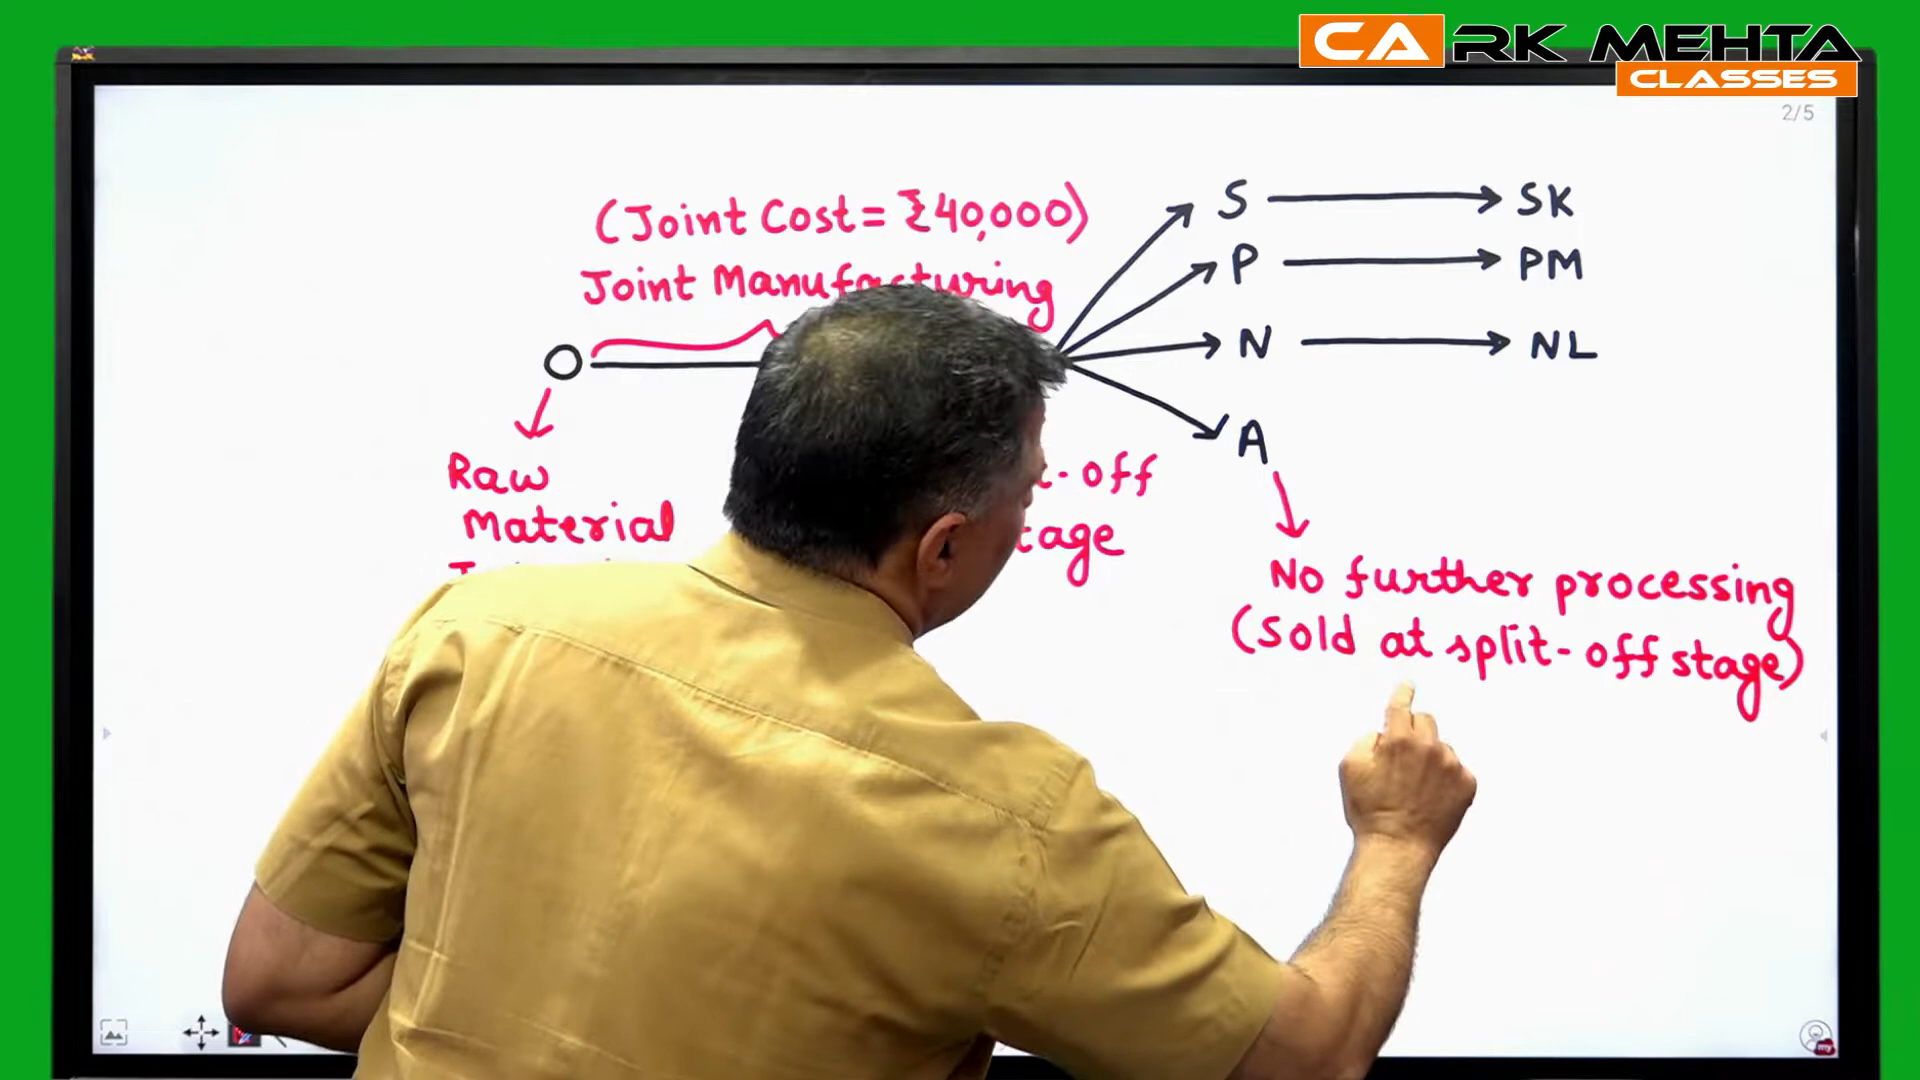 CA RK MEHTA
CLASSES
2/5
(Joint Cost = ₹40,000)
Joint Manufacturing
S
SK
P
PM
N
NL
A
Raw
Material
-off
No further processing
(Sold at split-off stage)